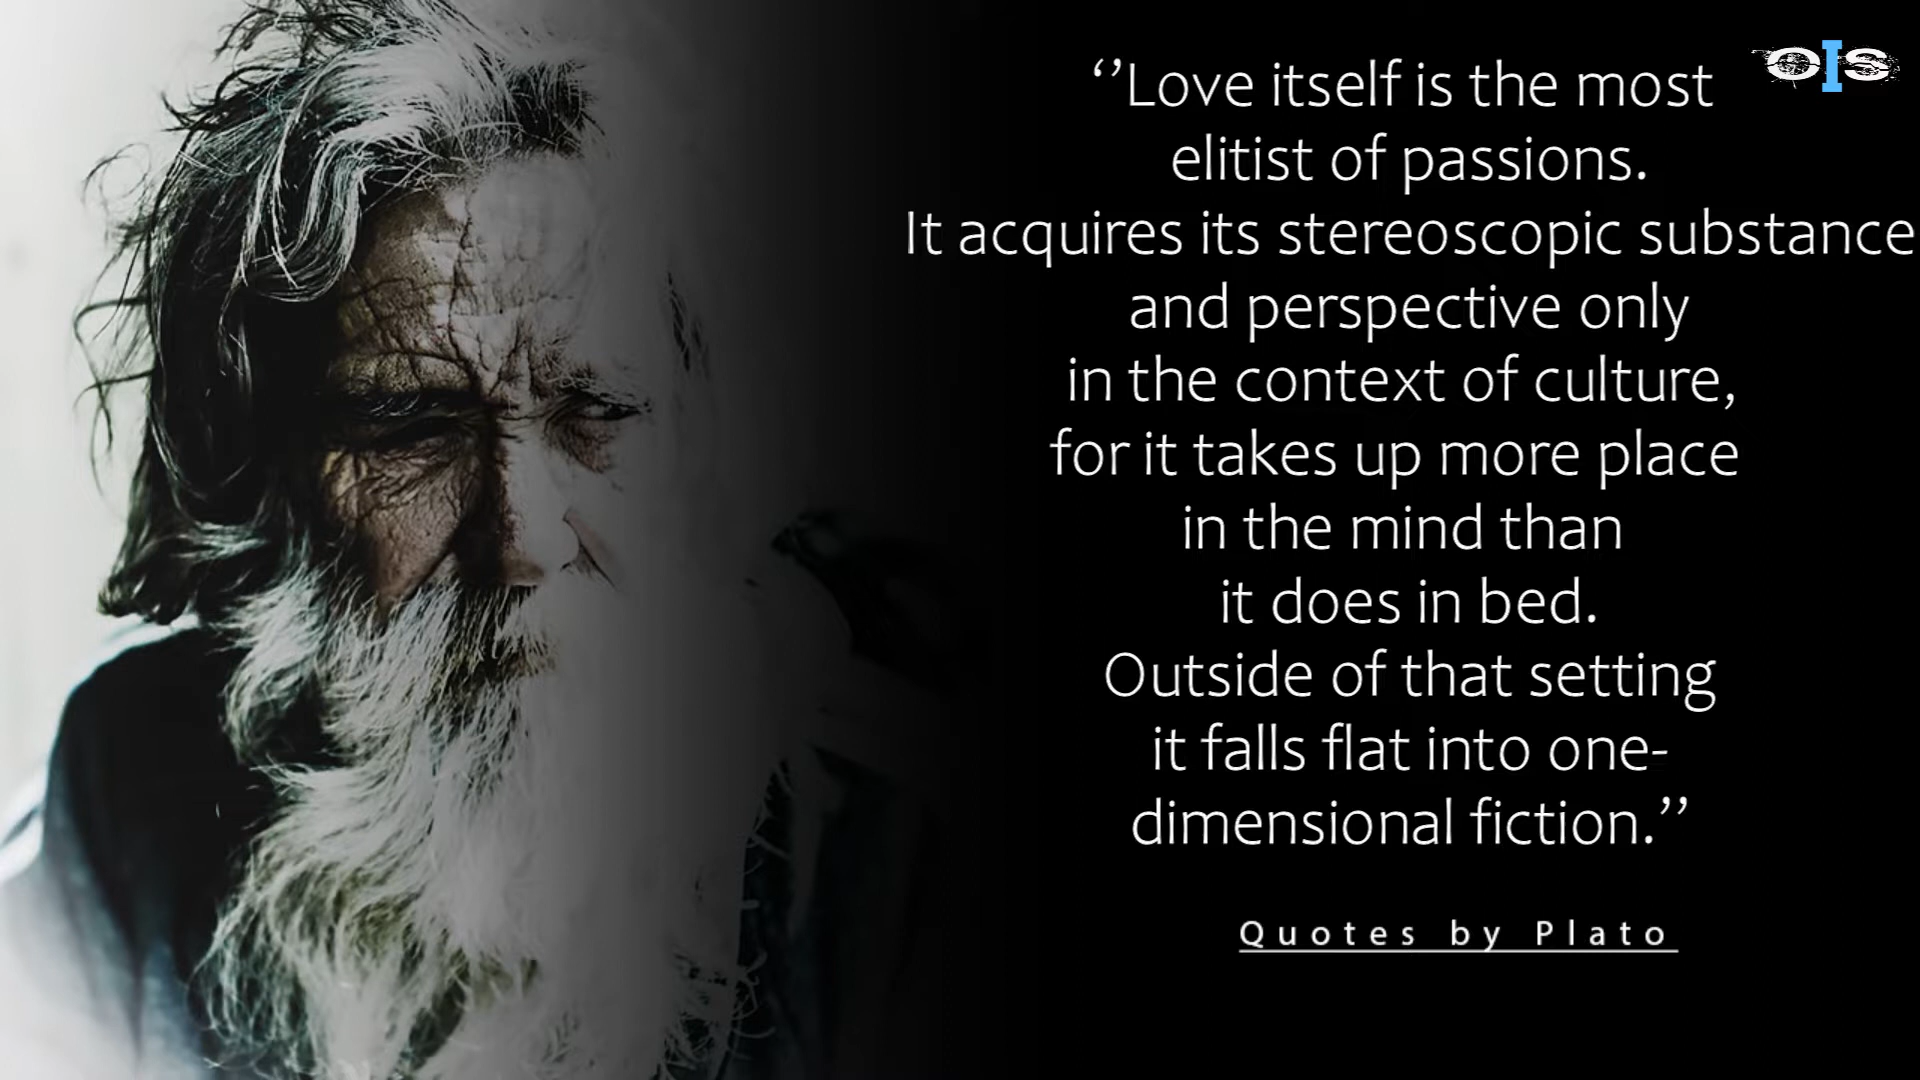 ‘’Love itself is the most
elitist of passions.
It acquires its stereoscopic substance
and perspective only
in the context of culture,
for it takes up more place
in the mind than
it does in bed.
Outside of that setting
it falls flat into one-
dimensional fiction.’’
Quotes by Plato
OIS